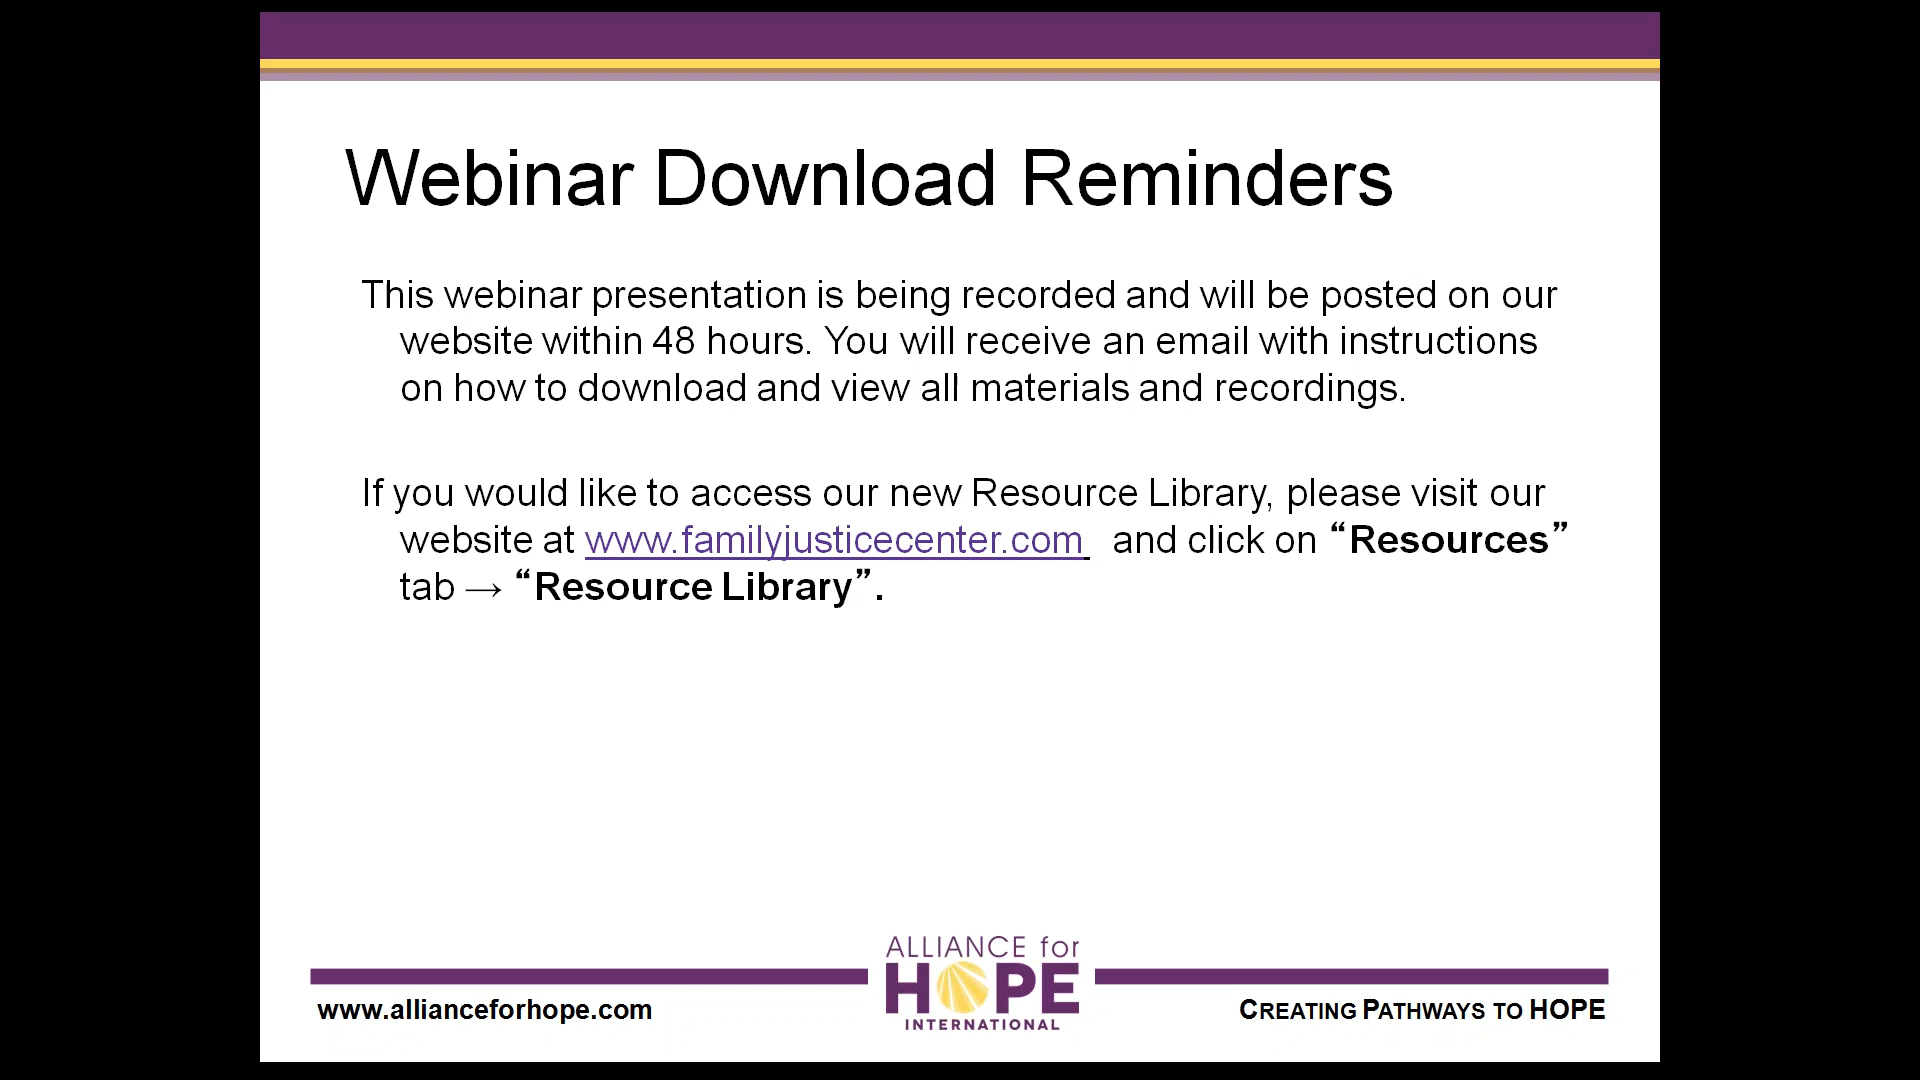 Webinar Download Reminders
This webinar presentation is being recorded and will be posted on our
website within 48 hours. You will receive an email with instructions
on how to download and view all materials and recordings.
If you would like to access our new Resource Library, please visit our
website at www.familyjusticecenter.com and click on “Resources”
tab → “Resource Library”.
ALLIANCE for
HOPE
INTERNATIONAL
www.allianceforhope.com
CREATING PATHWAYS TO HOPE